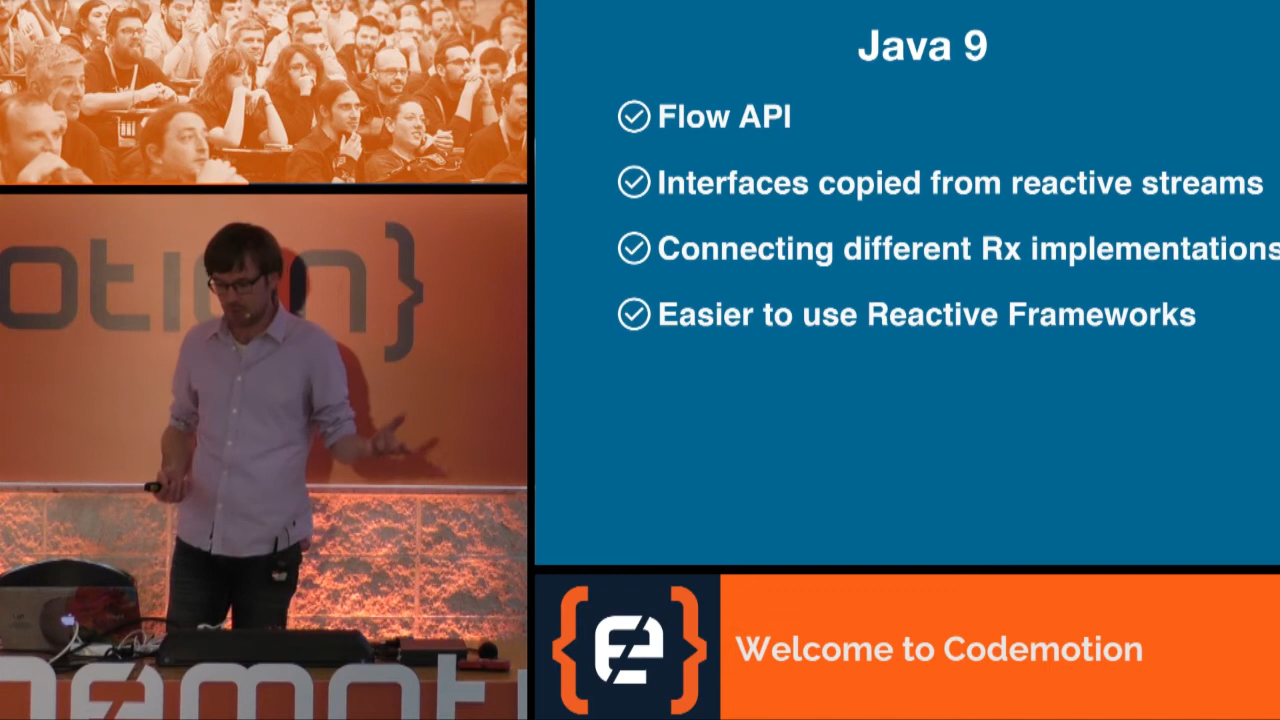 Java 9
Flow API
Interfaces copied from reactive streams
Connecting different Rx implementations
Easier to use Reactive Frameworks
otion}
Welcome to Codemotion